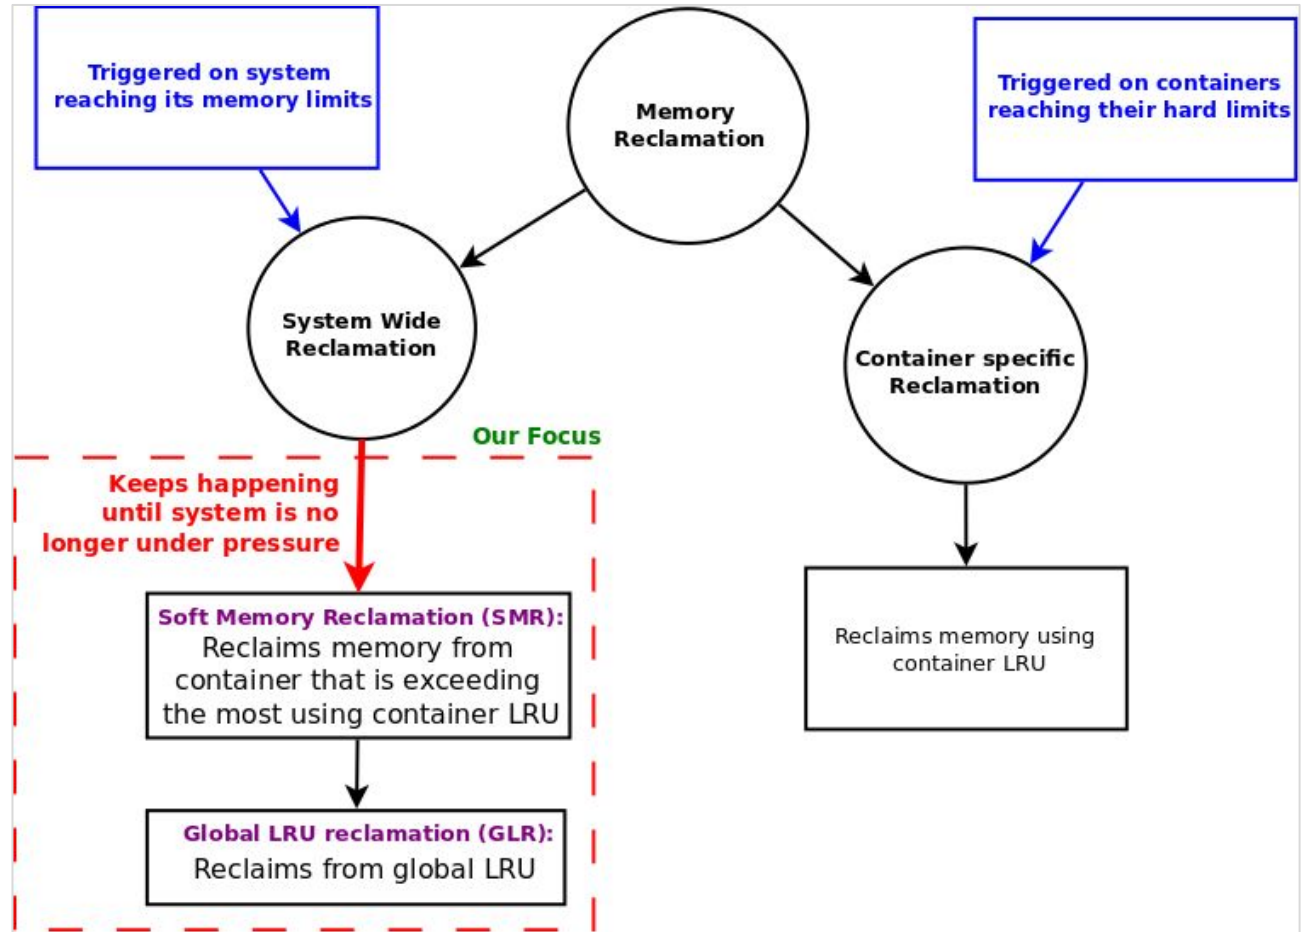 Triggered on system
reaching its memory limits
Memory
Reclamation
Triggered on containers
reaching their hard limits
System Wide
Reclamation
Container specific
Reclamation
Our Focus
Keeps happening
until system is no
longer under pressure
Soft Memory Reclamation (SMR):
Reclaims memory from
container that is exceeding
the most using container LRU
Reclaims memory using
container LRU
Global LRU reclamation (GLR):
Reclaims from global LRU